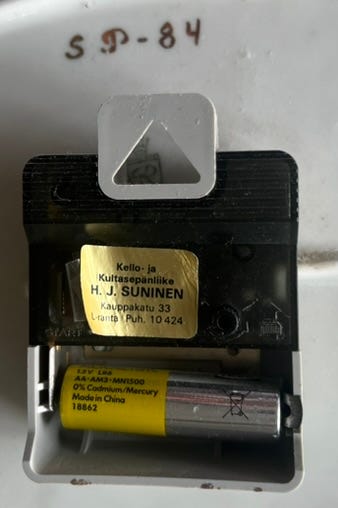 S.P-84
Kello- ja
Kultasepänliike
H. J. SUNINEN
Kauppakatu 33
L-ranta Puh. 10 424
START
1.5V LR6
AA·AM3·MN1500
0% Cadmium/Mercury
Made in China
18862